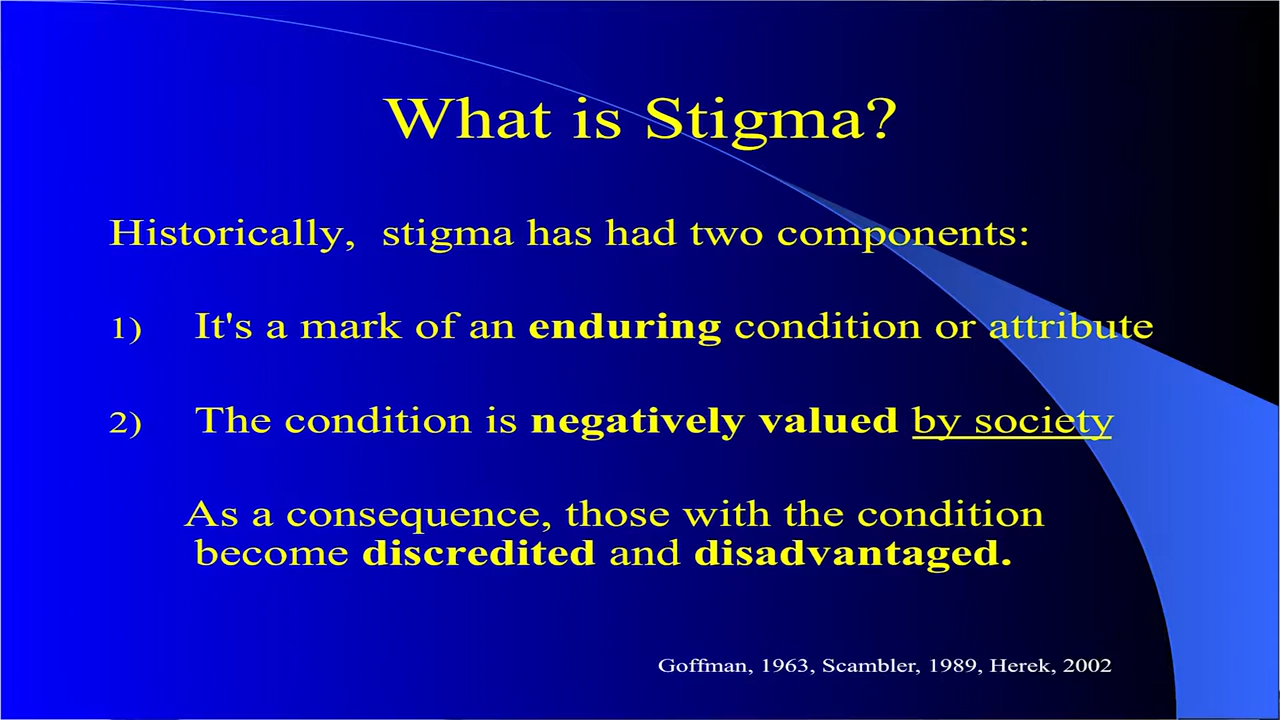 What is Stigma?
Historically,  stigma has had two components:
1) It's a mark of an enduring condition or attribute
2) The condition is negatively valued by society
As a consequence, those with the condition
become discredited and disadvantaged.
Goffman, 1963, Scambler, 1989, Herek, 2002